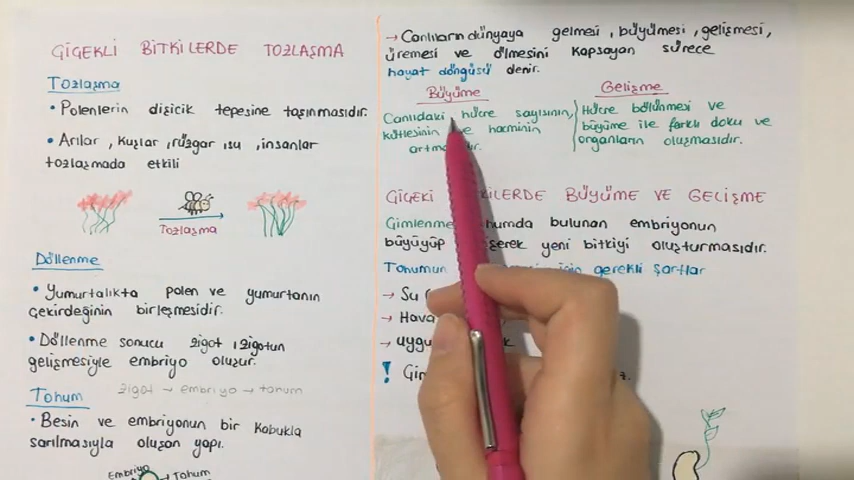 ÇİÇEKLİ BİTKİLERDE TOZLAŞMA
Tozlaşma
• Polenlerin dişicik tepesine taşınmasıdır.
• Arılar, kuşlar, rüzgar, su, insanlar
tozlaşmada etkili
Tozlaşma
Döllenme
• Yumurtalıkta polen ve yumurtanın
çekirdeğinin birleşmesidir.
• Döllenme sonucu zigot, zigotun
gelişmesiyle embriyo oluşur.
zigot → embriyo → tohum
Tohum
• Besin ve embriyonun bir kabukla
sarılmasıyla oluşan yapı.
Embriyo
Tohum
→ Canlıların dünyaya gelmesi, büyümesi, gelişmesi,
üremesi ve ölmesini kapsayan sürece
hayat döngüsü denir.
Büyüme
Canlıdaki hücre sayısının,
kütlesinin ve hacminin
Gelişme
Hücre bölünmesi ve
büyüme ile farklı doku ve
organların oluşmasıdır.
BÜYÜME VE GELİŞME
Çimlenme
bulunan embriyonun
büyüyüp yeni bitkiyi oluşturmasıdır.
Tohumun için gerekli şartlar
→ Su
→ Hava
→
!